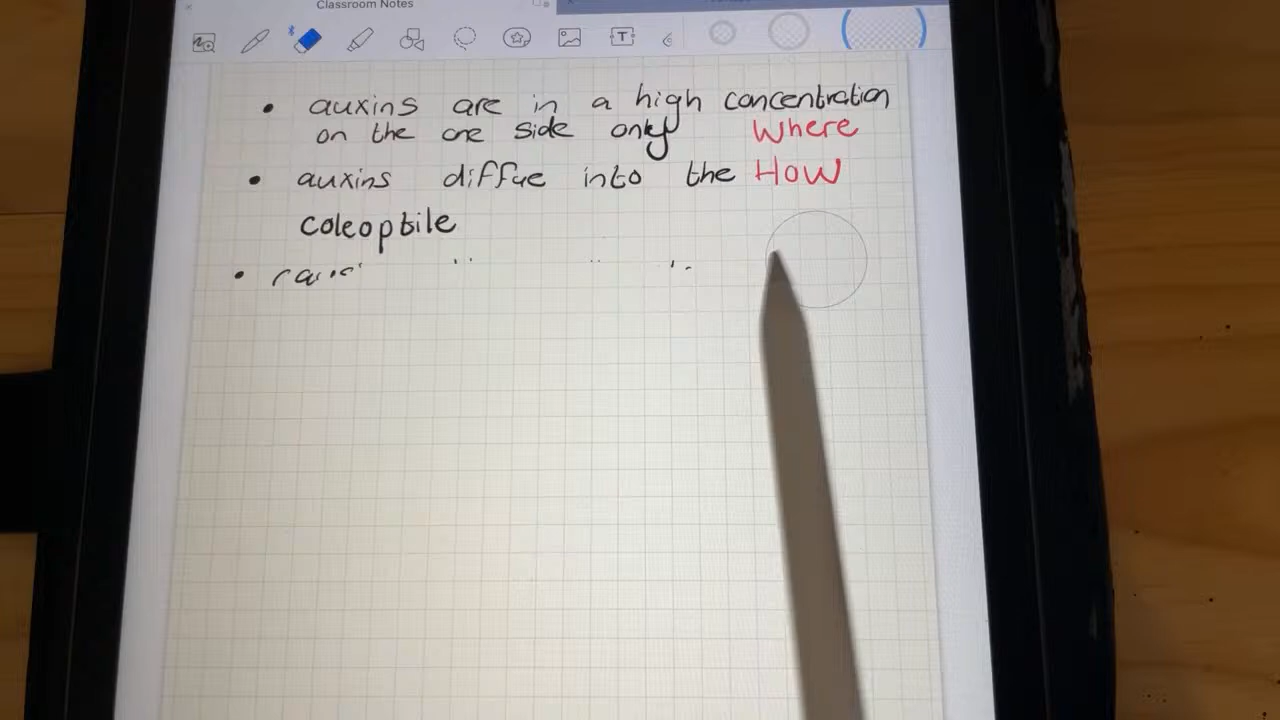 Classroom Notes
T
auxins are in a high concentration
on the one side only Where
auxins diffue into the How
coleoptile